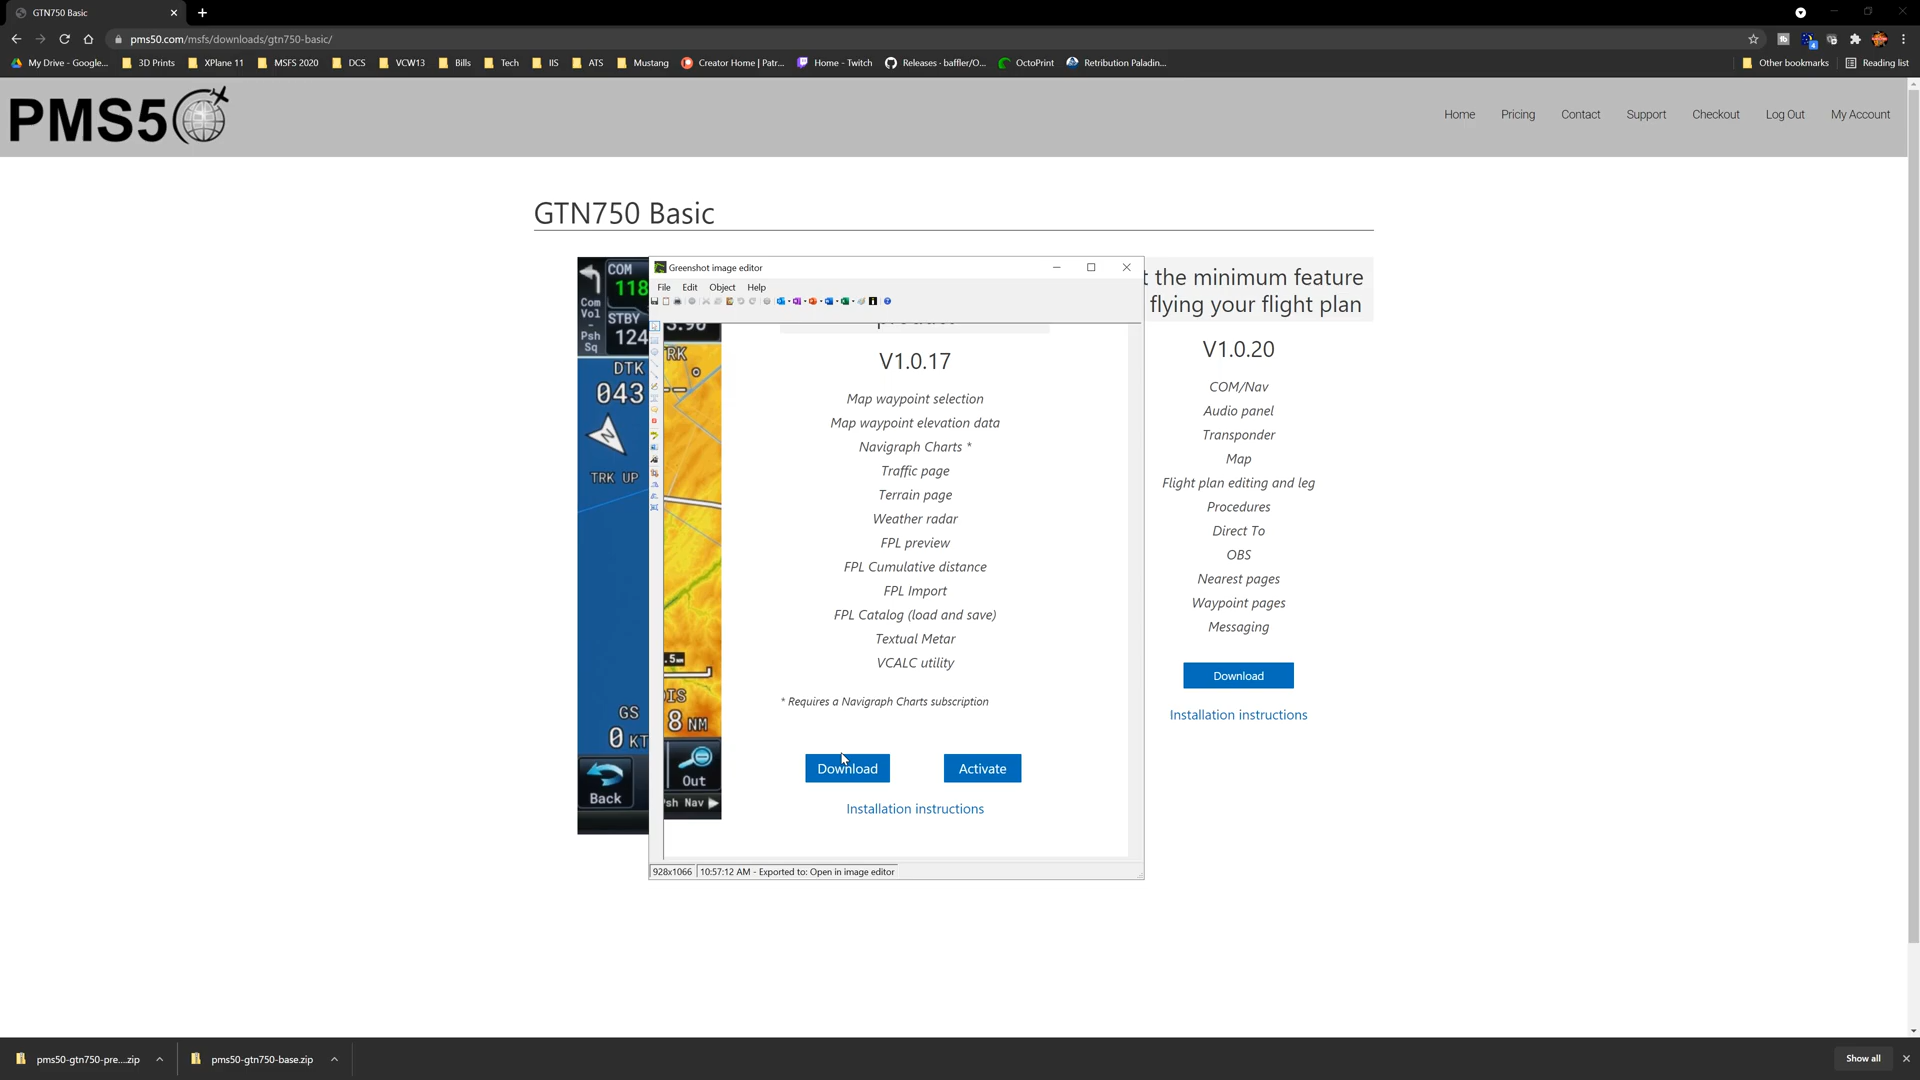 GTN750 Basic
pms50.com/msfs/downloads/gtn750-basic/
My Drive - Google...
3D Prints
XPlane 11
MSFS 2020
DCS
VCW13
Bills
Tech
IIS
ATS
Mustang
Creator Home | Patr...
Home - Twitch
Releases · baffler/O...
OctoPrint
Retribution Paladin...
Other bookmarks
Reading list
PMS50
Home
Pricing
Contact
Support
Checkout
Log Out
My Account
GTN750 Basic
COM
118
Com
Vol
-
Psh
Sq
STBY
124
DTK
043
N
TRK UP
GS
0 KT
Back
Greenshot image editor
File
Edit
Object
Help
TRK
°
DIS
8 NM
Out
sh Nav
V1.0.17
Map waypoint selection
Map waypoint elevation data
Navigraph Charts *
Traffic page
Terrain page
Weather radar
FPL preview
FPL Cumulative distance
FPL Import
FPL Catalog (load and save)
Textual Metar
VCALC utility
* Requires a Navigraph Charts subscription
Download
Activate
Installation instructions
928x1066
10:57:12 AM - Exported to: Open in image editor
t the minimum feature
flying your flight plan
V1.0.20
COM/Nav
Audio panel
Transponder
Map
Flight plan editing and leg
Procedures
Direct To
OBS
Nearest pages
Waypoint pages
Messaging
Download
Installation instructions
pms50-gtn750-pre....zip
pms50-gtn750-base.zip
Show all